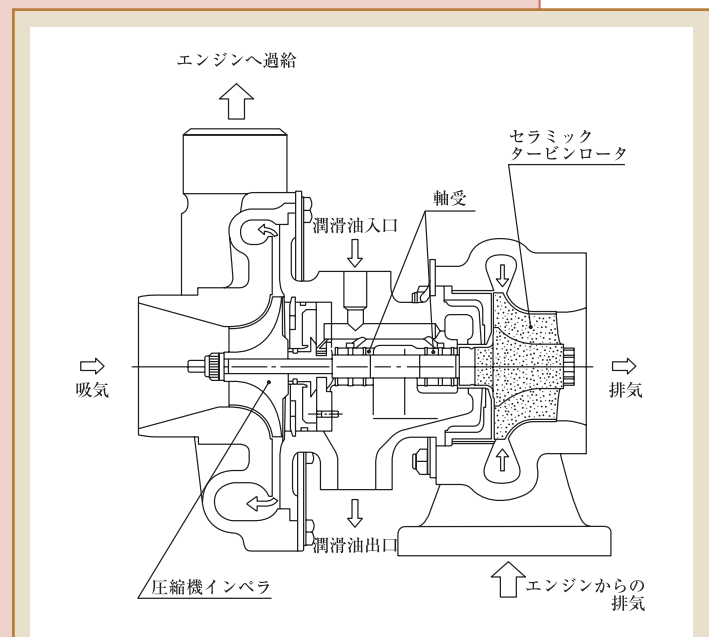 エンジンへ過給
セラミック
タービンロータ
軸受
潤滑油入口
吸気
排気
潤滑油出口
圧縮機インペラ
エンジンからの
排気